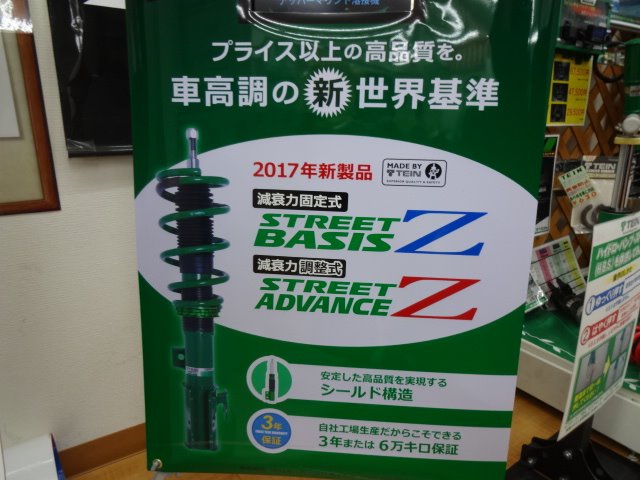 プライス以上の高品質を。
車高調の新世界基準
2017年新製品
MADE BY
TEIN
SUPERIOR QUALITY & SAFETY
減衰力固定式
STREET
BASIS Z
減衰力調整式
STREET
ADVANCE Z
安定した高品質を実現する
シールド構造
3年
保証
自社工場生産だからこそできる
3年または6万キロ保証
TEIN